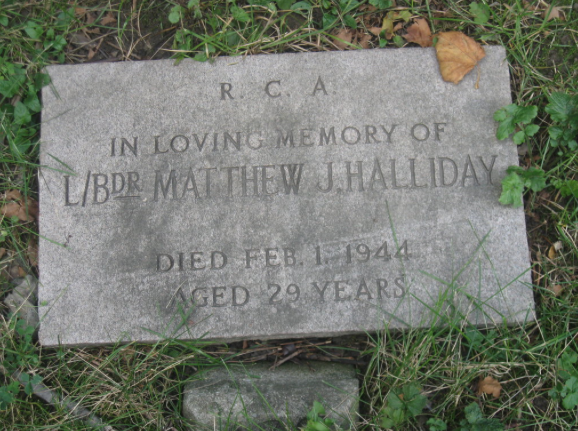 R. C. A.
IN LOVING MEMORY OF
L/BDR MATTHEW J. HALLIDAY
DIED FEB. 1. 1944
AGED 29 YEARS